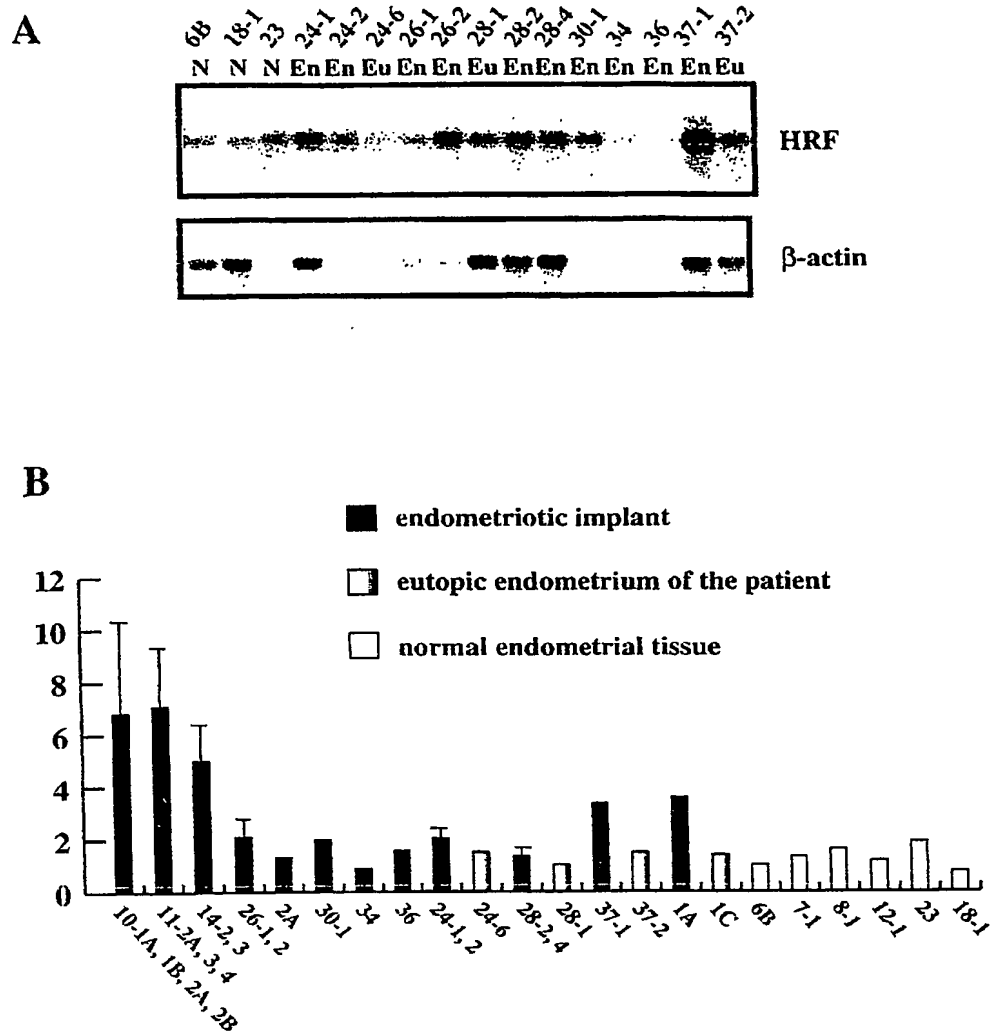 A
6B 18-1 23 24-1 24-2 24-6 26-1 26-2 28-1 28-2 28-4 30-1 34 36 37-1 37-2
N N N En En Eu En En Eu En En En En En En Eu
HRF
β-actin
B
endometriotic implant
eutopic endometrium of the patient
normal endometrial tissue
12
10
8
6
4
2
0
10-1A, 1B, 2A, 2B 11-2A, 3, 4 14-2, 3 26-1, 2 2A 30-1 34 36 24-1, 2 24-6 28-2, 4 28-1 37-1 37-2 1A 1C 6B 7-1 8-1 12-1 23 18-1